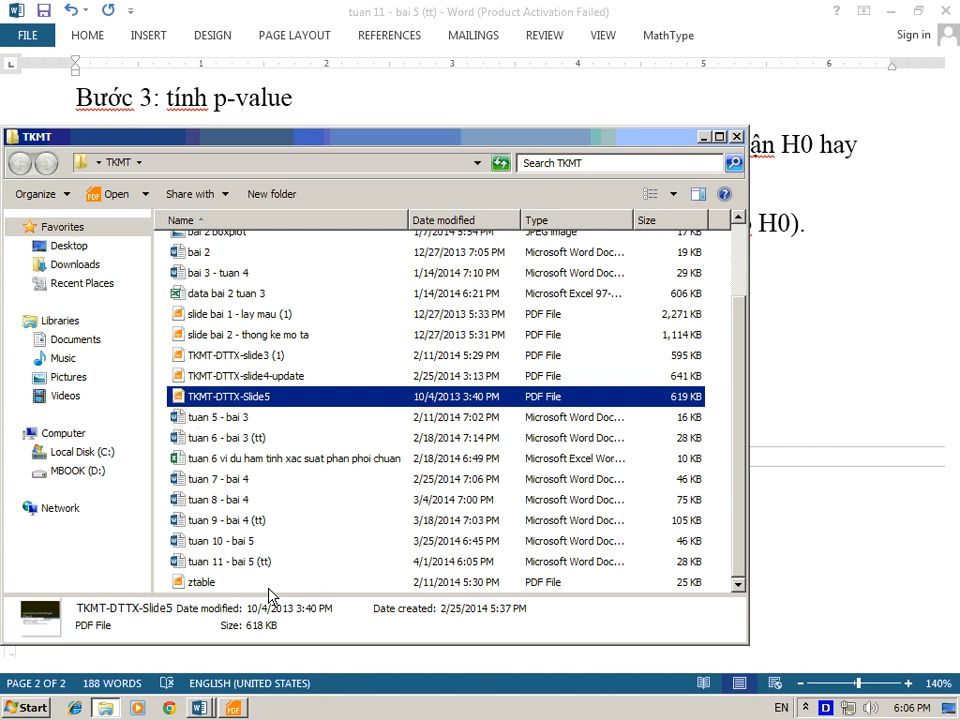 tuan 11 - bai 5 (tt) - Word (Product Activation Failed)
FILE HOME INSERT DESIGN PAGE LAYOUT REFERENCES MAILINGS REVIEW VIEW MathType Sign in
1 2 3 4 5 6
Bước 3: tính p-value
TKMT
ân H0 hay
TKMT
Search TKMT
Organize Open Share with New folder
H0).
Name Date modified Type Size
Favorites
Desktop
Downloads
Recent Places
Libraries
Documents
Music
Pictures
Videos
Computer
Local Disk (C:)
MBOOK (D:)
Network
bai 2 boxplot 1/7/2014 5:54 PM JPEG image 17 KB
bai 2 12/27/2013 7:05 PM Microsoft Word Doc... 19 KB
bai 3 - tuan 4 1/14/2014 7:10 PM Microsoft Word Doc... 29 KB
data bai 2 tuan 3 1/14/2014 6:21 PM Microsoft Excel 97-... 606 KB
slide bai 1 - lay mau (1) 12/27/2013 5:33 PM PDF File 2,271 KB
slide bai 2 - thong ke mo ta 12/27/2013 5:31 PM PDF File 1,114 KB
TKMT-DTTX-slide3 (1) 2/11/2014 5:29 PM PDF File 595 KB
TKMT-DTTX-slide4-update 2/25/2014 3:13 PM PDF File 641 KB
TKMT-DTTX-Slide5 10/4/2013 3:40 PM PDF File 619 KB
tuan 5 - bai 3 2/11/2014 7:02 PM Microsoft Word Doc... 16 KB
tuan 6 - bai 3 (tt) 2/18/2014 7:14 PM Microsoft Word Doc... 28 KB
tuan 6 vi du ham tinh xac suat phan phoi chuan 2/18/2014 6:49 PM Microsoft Excel Wor... 10 KB
tuan 7 - bai 4 2/25/2014 7:06 PM Microsoft Word Doc... 46 KB
tuan 8 - bai 4 3/4/2014 7:00 PM Microsoft Word Doc... 75 KB
tuan 9 - bai 4 (tt) 3/18/2014 7:03 PM Microsoft Word Doc... 105 KB
tuan 10 - bai 5 3/25/2014 6:45 PM Microsoft Word Doc... 46 KB
tuan 11 - bai 5 (tt) 4/1/2014 6:05 PM Microsoft Word Doc... 28 KB
ztable 2/11/2014 5:30 PM PDF File 25 KB
TKMT-DTTX-Slide5 Date modified: 10/4/2013 3:40 PM Date created: 2/25/2014 5:37 PM
PDF File Size: 618 KB
PAGE 2 OF 2 188 WORDS ENGLISH (UNITED STATES) 140%
Start EN D 6:06 PM